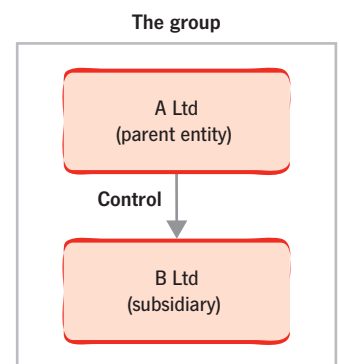 The group
A Ltd
(parent entity)
Control
B Ltd
(subsidiary)